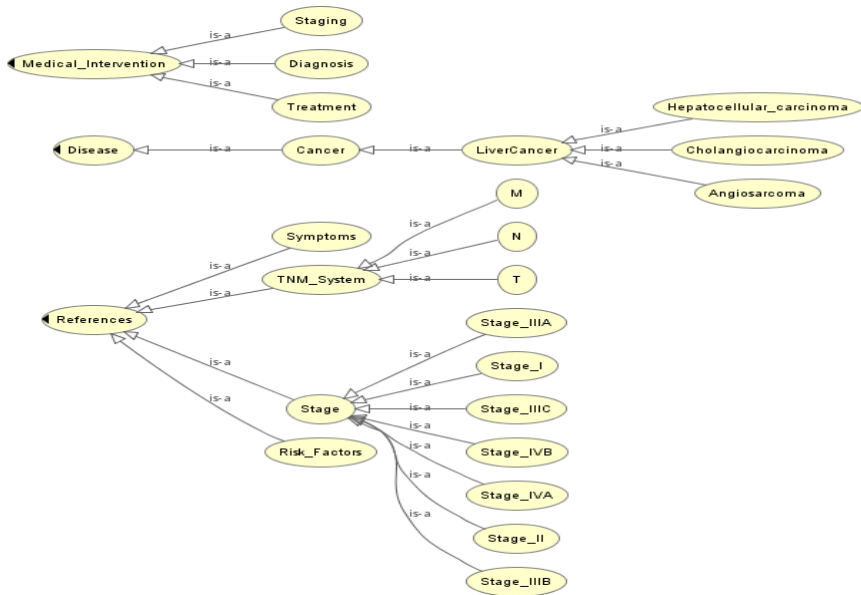 Staging
is-a
Medical_Intervention
is-a
Diagnosis
is-a
Treatment
Hepatocellular_carcinoma
is-a
Disease
is-a
Cancer
is-a
LiverCancer
is-a
Cholangiocarcinoma
is-a
Angiosarcoma
M
is-a
Symptoms
N
is-a
is-a
TNM_System
is-a
T
is-a
References
Stage_IIIA
is-a
is-a
Stage_I
is-a
is-a
Stage
is-a
Stage_IIIC
is-a
Risk_Factors
Stage_IVB
is-a
Stage_IVA
is-a
is-a
Stage_II
Stage_IIIB